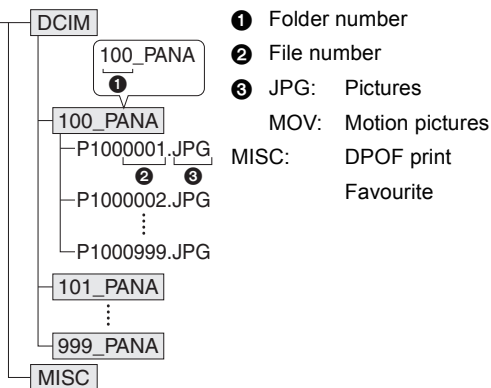 DCIM
100_PANA
❶
100_PANA
P1000001.JPG
❷ ❸
P1000002.JPG
P1000999.JPG
101_PANA
999_PANA
MISC
❶ Folder number
❷ File number
❸ JPG: Pictures
MOV: Motion pictures
MISC: DPOF print
Favourite